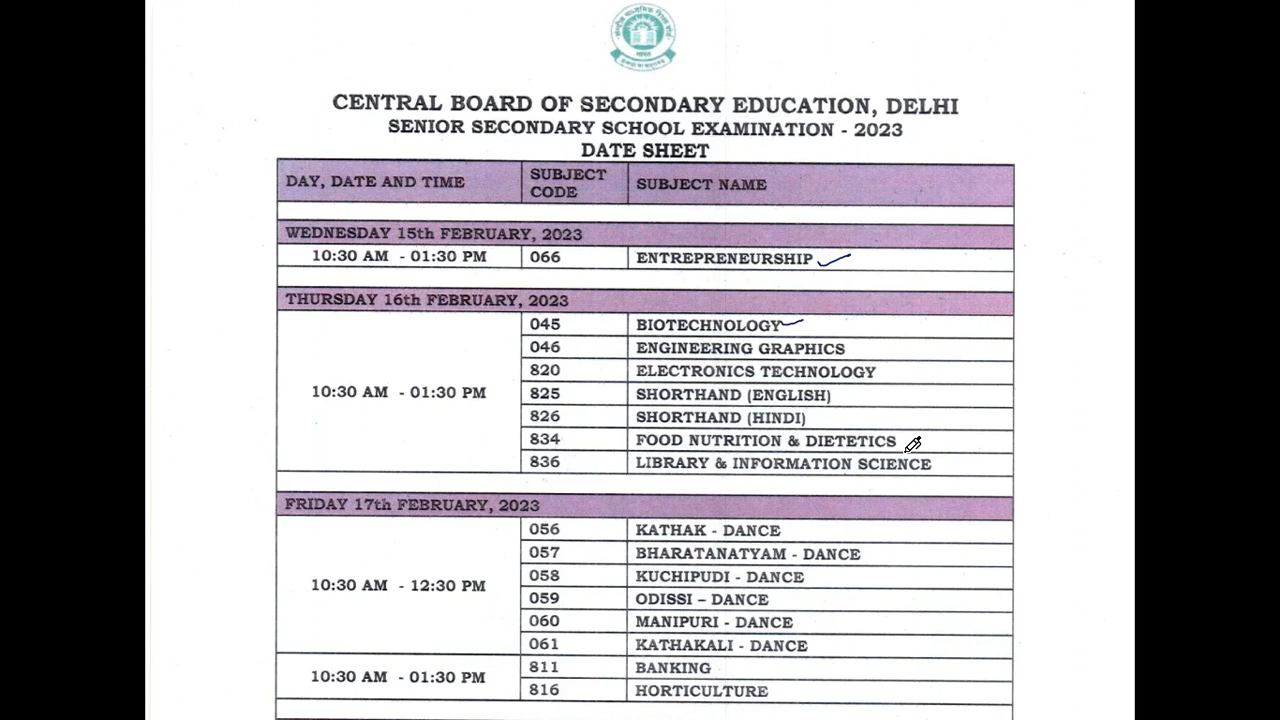 CENTRAL BOARD OF SECONDARY EDUCATION, DELHI
SENIOR SECONDARY SCHOOL EXAMINATION - 2023
DATE SHEET
DAY, DATE AND TIME SUBJECT CODE SUBJECT NAME
WEDNESDAY 15th FEBRUARY, 2023
10:30 AM - 01:30 PM 066 ENTREPRENEURSHIP
THURSDAY 16th FEBRUARY, 2023
10:30 AM - 01:30 PM
045 BIOTECHNOLOGY
046 ENGINEERING GRAPHICS
820 ELECTRONICS TECHNOLOGY
825 SHORTHAND (ENGLISH)
826 SHORTHAND (HINDI)
834 FOOD NUTRITION & DIETETICS
836 LIBRARY & INFORMATION SCIENCE
FRIDAY 17th FEBRUARY, 2023
10:30 AM - 12:30 PM
056 KATHAK - DANCE
057 BHARATANATYAM - DANCE
058 KUCHIPUDI - DANCE
059 ODISSI – DANCE
060 MANIPURI - DANCE
061 KATHAKALI - DANCE
10:30 AM - 01:30 PM
811 BANKING
816 HORTICULTURE